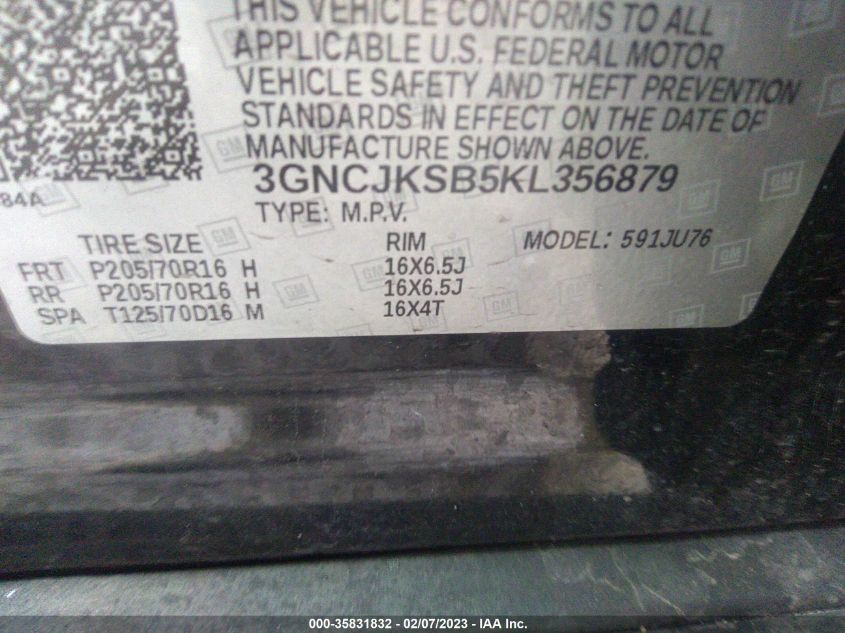 THIS VEHICLE CONFORMS TO ALL
APPLICABLE U.S. FEDERAL MOTOR
VEHICLE SAFETY AND THEFT PREVENTION
STANDARDS IN EFFECT ON THE DATE OF
MANUFACTURE SHOWN ABOVE.
84A
3GNCJKSB5KL356879
TYPE: M.P.V.
TIRE SIZE RIM MODEL: 591JU76
FRT P205/70R16 H 16X6.5J
RR P205/70R16 H 16X6.5J
SPA T125/70D16 M 16X4T
000-35831832 - 02/07/2023 - IAA Inc.